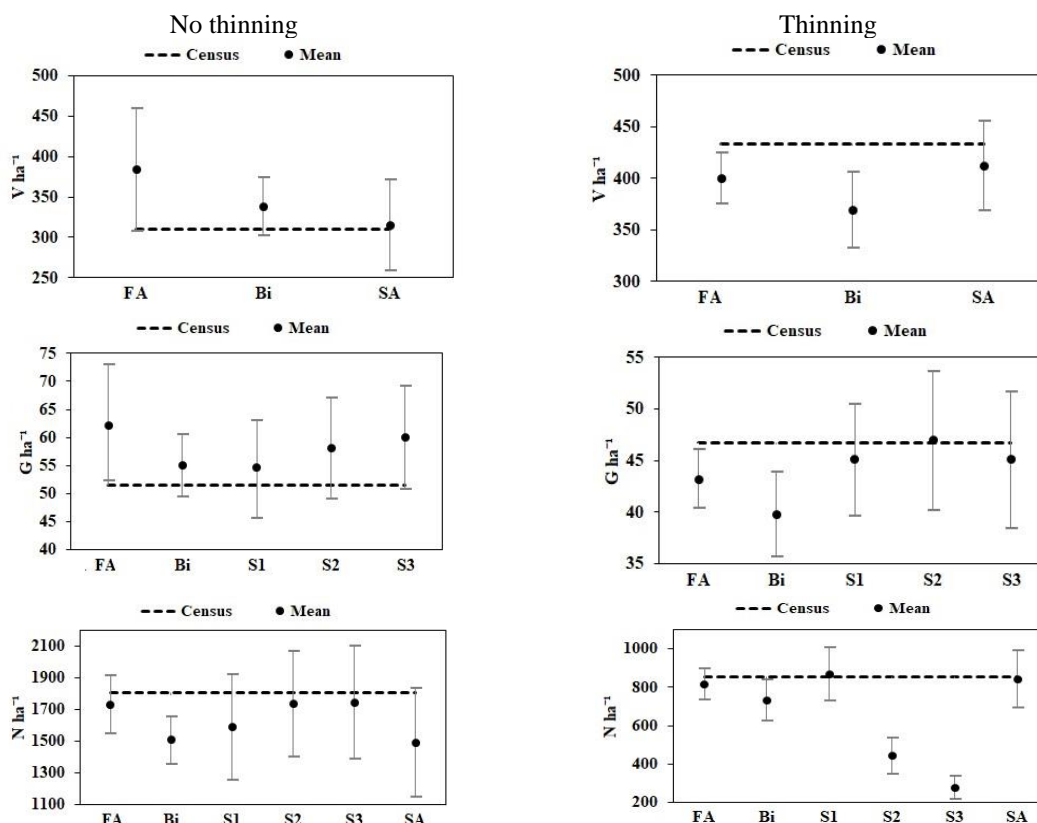 No thinning
Census Mean
V ha⁻¹
500
450
400
350
300
250
FA Bi SA
Census Mean
G ha⁻¹
75
70
65
60
55
50
45
40
FA Bi S1 S2 S3
Census Mean
N ha⁻¹
2100
1900
1700
1500
1300
1100
FA Bi S1 S2 S3 SA
Thinning
Census Mean
V ha⁻¹
500
450
400
350
300
FA Bi SA
Census Mean
G ha⁻¹
55
50
45
40
35
FA Bi S1 S2 S3
Census Mean
N ha⁻¹
1000
800
600
400
200
FA Bi S1 S2 S3 SA